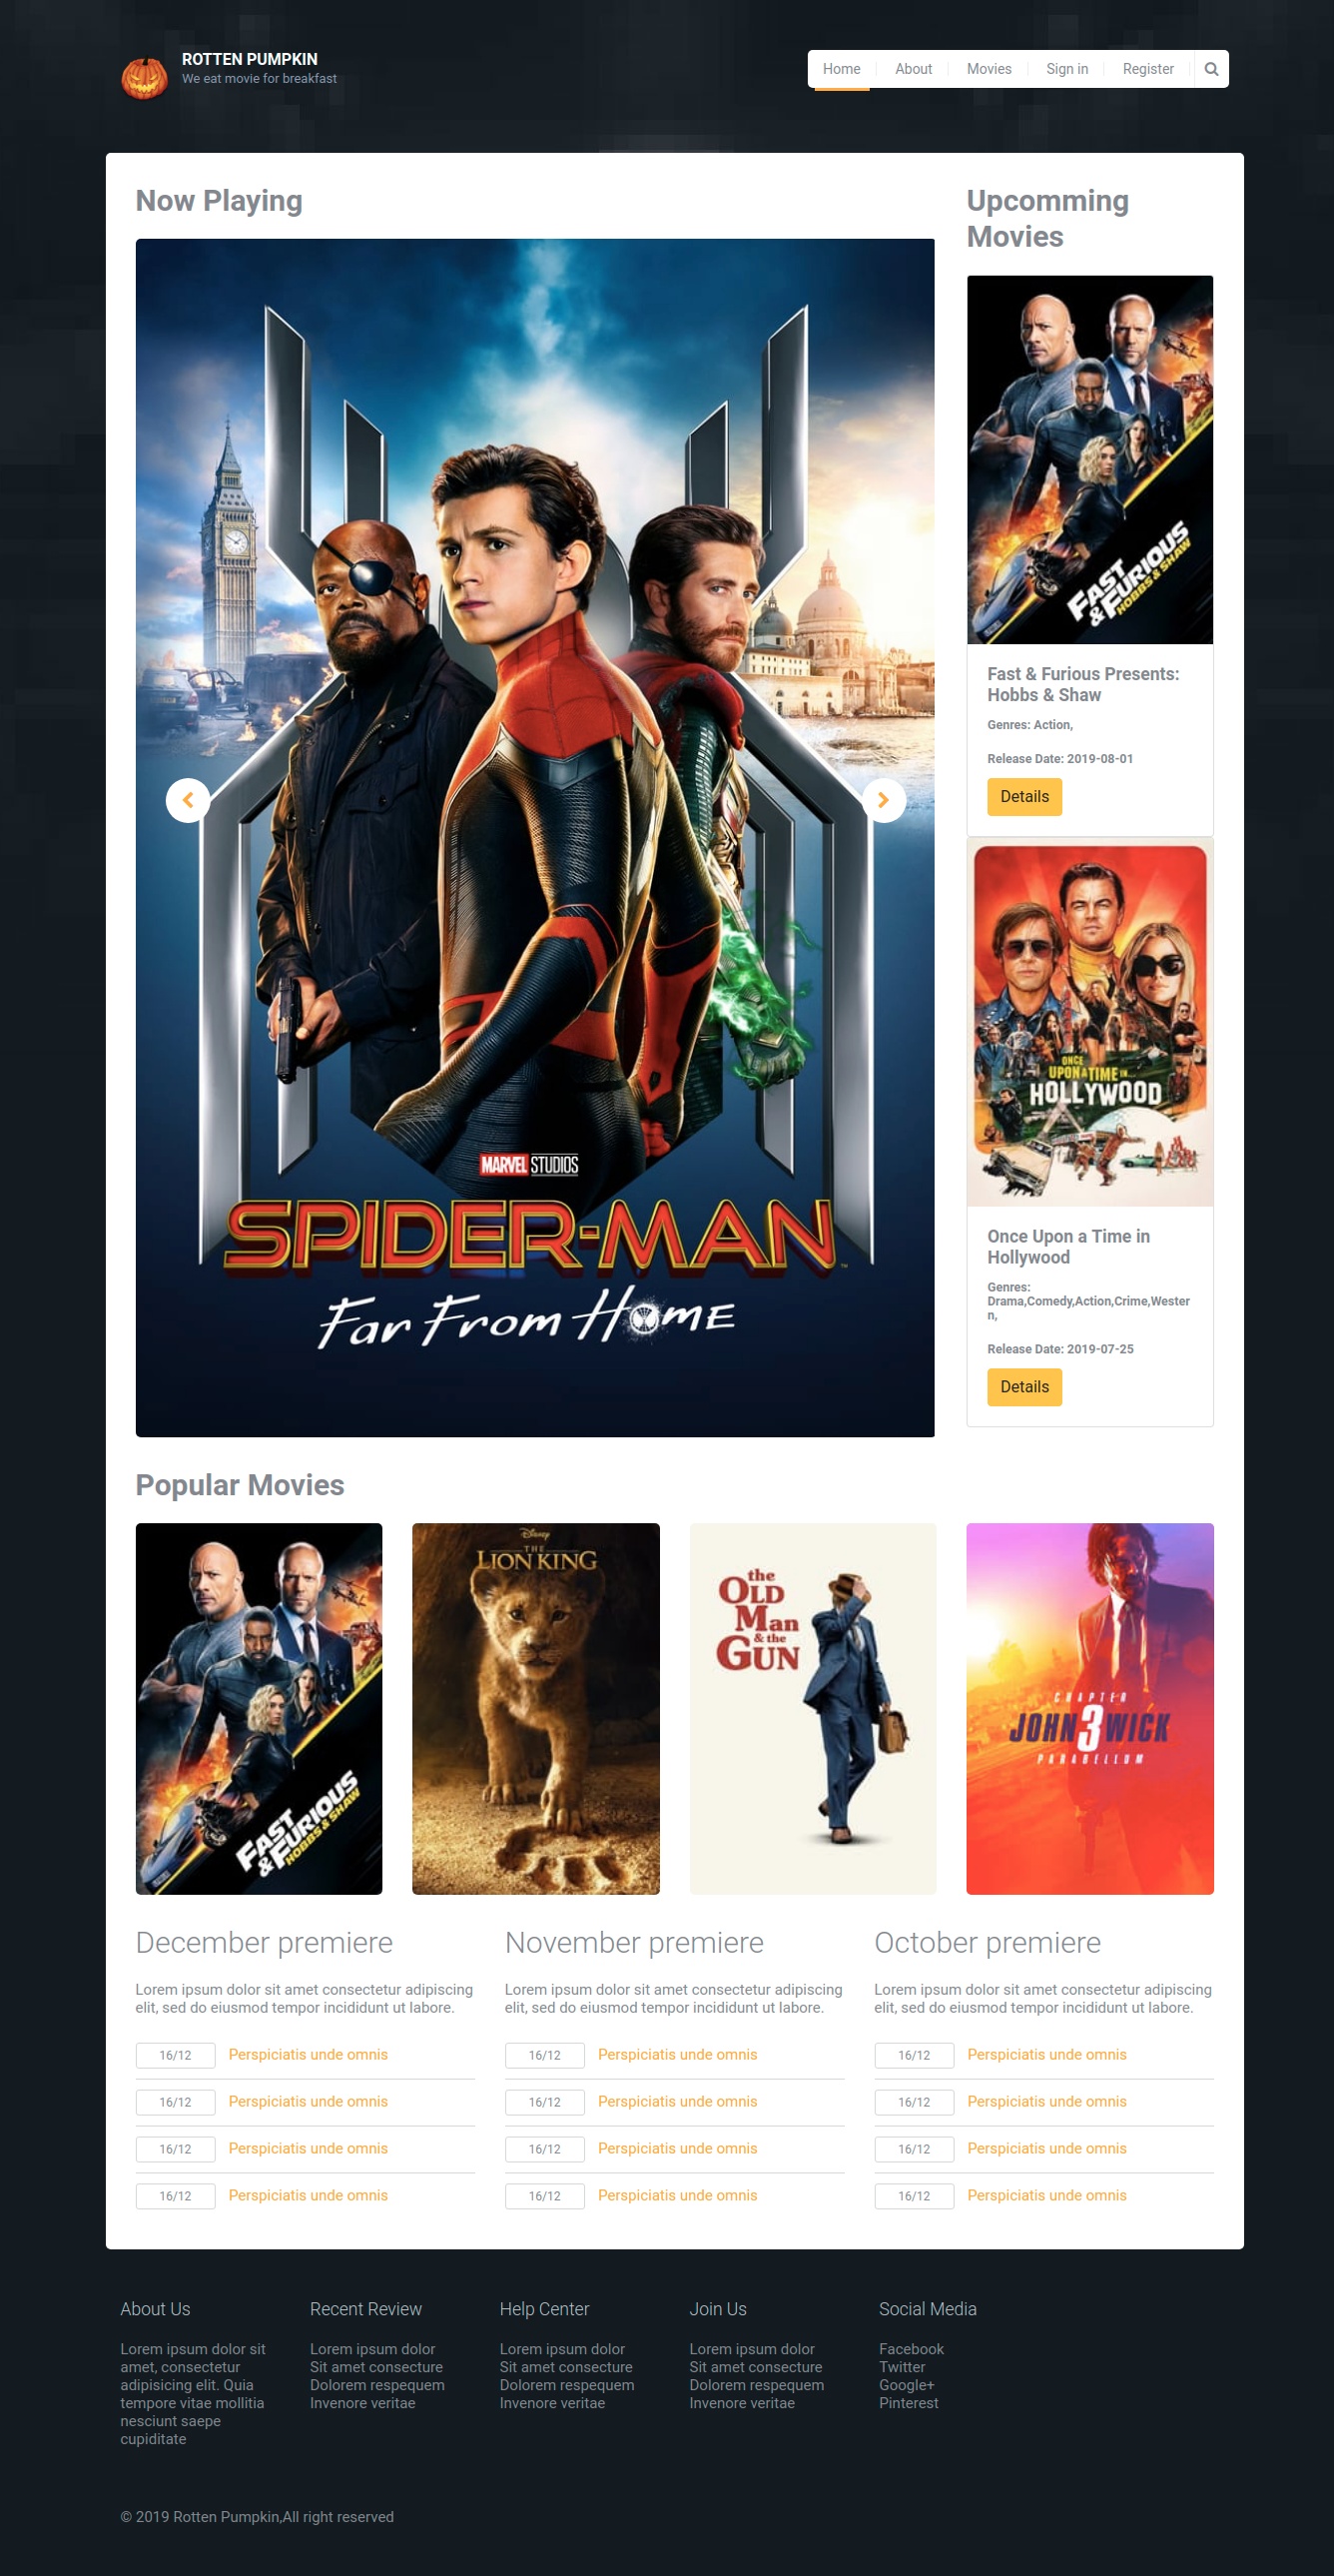 ROTTEN PUMPKIN
We eat movie for breakfast
Home
About
Movies
Sign in
Register
Now Playing
MARVEL STUDIOS
SPIDER-MAN
™
Far From Home
Upcomming
Movies
FAST
& FURIOUS
HOBBS & SHAW
Fast & Furious Presents:
Hobbs & Shaw
Genres: Action,
Release Date: 2019-08-01
Details
ONCE
UPON A TIME IN...
HOLLYWOOD
Once Upon a Time in
Hollywood
Genres:
Drama,Comedy,Action,Crime,Wester
n,
Release Date: 2019-07-25
Details
Popular Movies
FAST
& FURIOUS
HOBBS & SHAW
Disney
THE
LION KING
the
OLD
Man
& the
GUN
CHAPTER
JOHN 3 WICK
PARABELLUM
December premiere
Lorem ipsum dolor sit amet consectetur adipiscing
elit, sed do eiusmod tempor incididunt ut labore.
16/12 Perspiciatis unde omnis
16/12 Perspiciatis unde omnis
16/12 Perspiciatis unde omnis
16/12 Perspiciatis unde omnis
November premiere
Lorem ipsum dolor sit amet consectetur adipiscing
elit, sed do eiusmod tempor incididunt ut labore.
16/12 Perspiciatis unde omnis
16/12 Perspiciatis unde omnis
16/12 Perspiciatis unde omnis
16/12 Perspiciatis unde omnis
October premiere
Lorem ipsum dolor sit amet consectetur adipiscing
elit, sed do eiusmod tempor incididunt ut labore.
16/12 Perspiciatis unde omnis
16/12 Perspiciatis unde omnis
16/12 Perspiciatis unde omnis
16/12 Perspiciatis unde omnis
About Us
Lorem ipsum dolor sit
amet, consectetur
adipisicing elit. Quia
tempore vitae mollitia
nesciunt saepe
cupiditate
Recent Review
Lorem ipsum dolor
Sit amet consecture
Dolorem respequem
Invenore veritae
Help Center
Lorem ipsum dolor
Sit amet consecture
Dolorem respequem
Invenore veritae
Join Us
Lorem ipsum dolor
Sit amet consecture
Dolorem respequem
Invenore veritae
Social Media
Facebook
Twitter
Google+
Pinterest
© 2019 Rotten Pumpkin,All right reserved